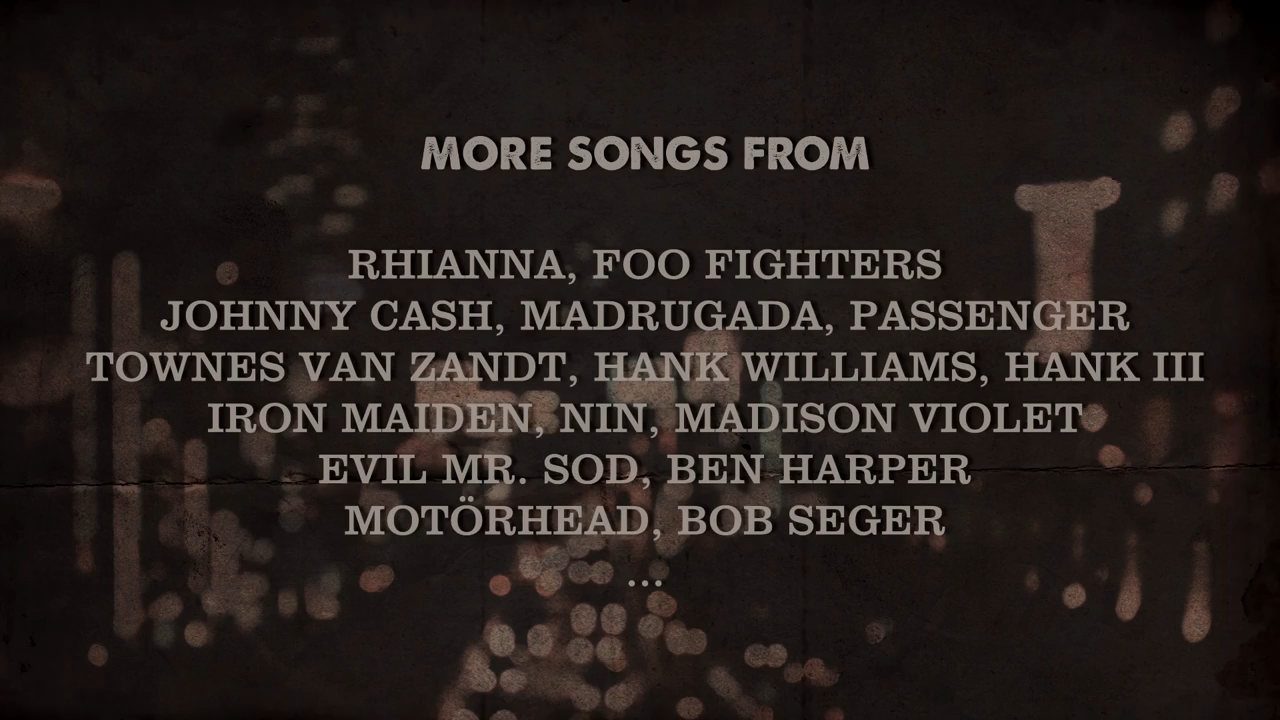 MORE SONGS FROM
RHIANNA, FOO FIGHTERS
JOHNNY CASH, MADRUGADA, PASSENGER
TOWNES VAN ZANDT, HANK WILLIAMS, HANK III
IRON MAIDEN, NIN, MADISON VIOLET
EVIL MR. SOD, BEN HARPER
MOTÖRHEAD, BOB SEGER
...